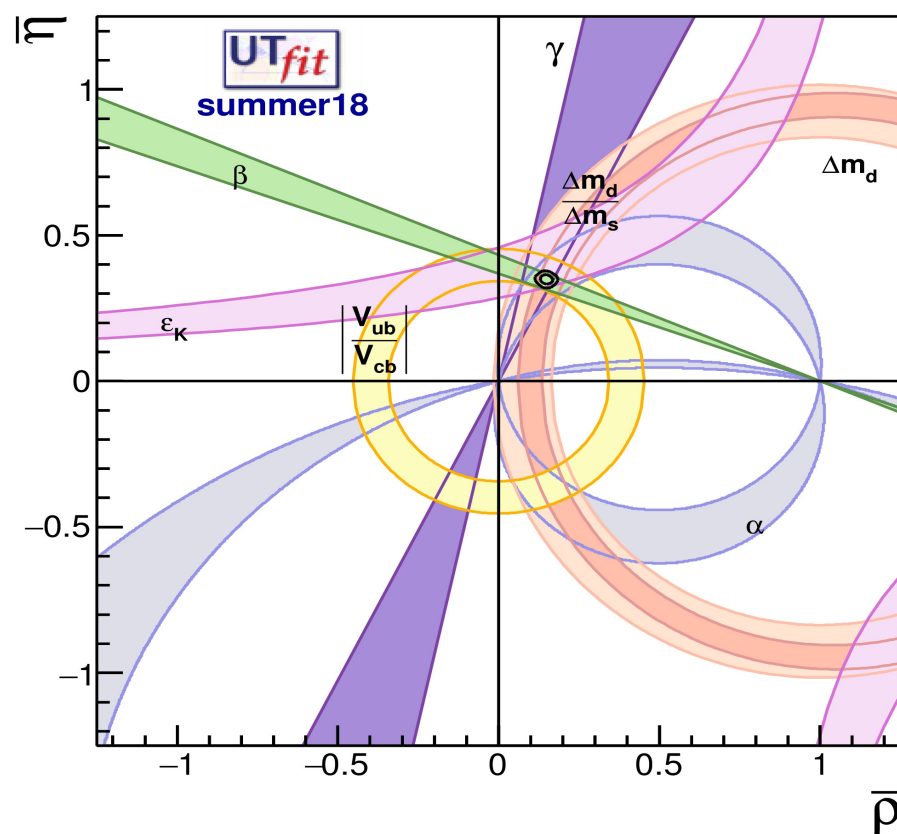 η̅
UTfit
summer18
γ
1
Δm_d
Δm_d
Δm_s
β
0.5
ε_K
|V_ub
V_cb|
0
−0.5
α
−1
−1
−0.5
0
0.5
1
ρ̅